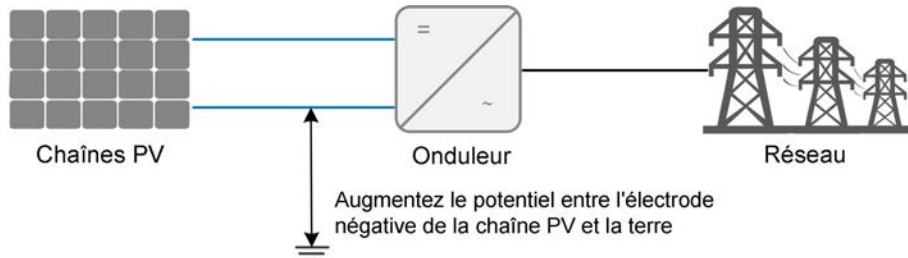 =
~
Chaînes PV
Onduleur
Réseau
Augmentez le potentiel entre l'électrode
négative de la chaîne PV et la terre